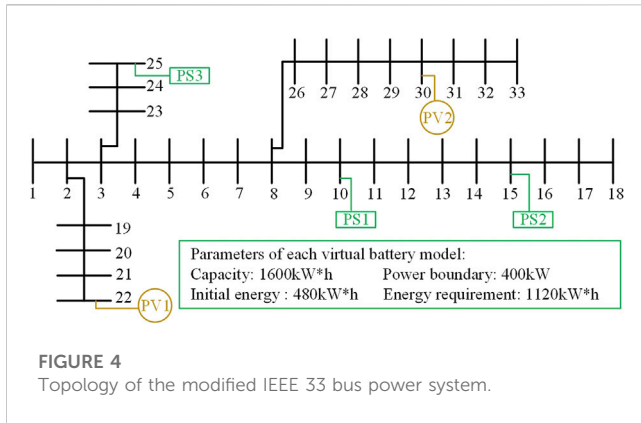 25
PS3
24
23
26 27 28 29 30 31 32 33
PV2
1 2 3 4 5 6 7 8 9 10 11 12 13 14 15 16 17 18
PS1
PS2
19
20
21
22
PV1
Parameters of each virtual battery model:
Capacity: 1600kW*h Power boundary: 400kW
Initial energy : 480kW*h Energy requirement: 1120kW*h
FIGURE 4
Topology of the modified IEEE 33 bus power system.